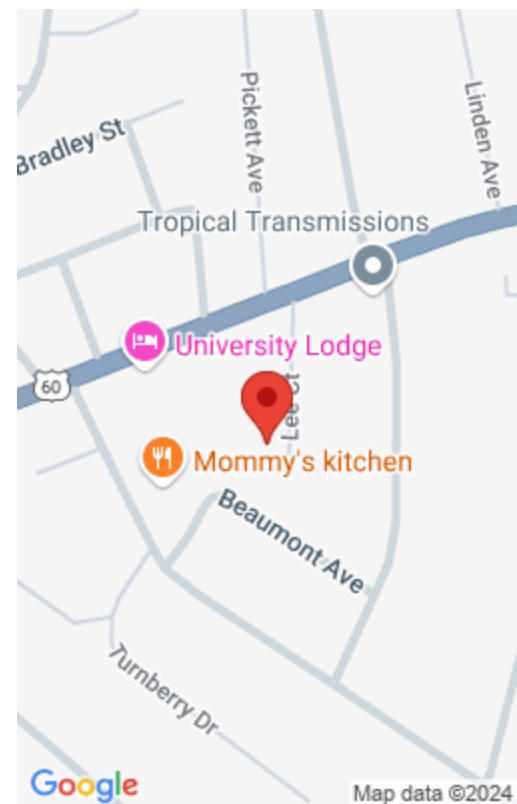 Pickett Ave
Linden Ave
Bradley St
Tropical Transmissions
University Lodge
60
Lee Ct
Mommy's kitchen
Beaumont Ave
Turnberry Dr
Google
Map data ©2024